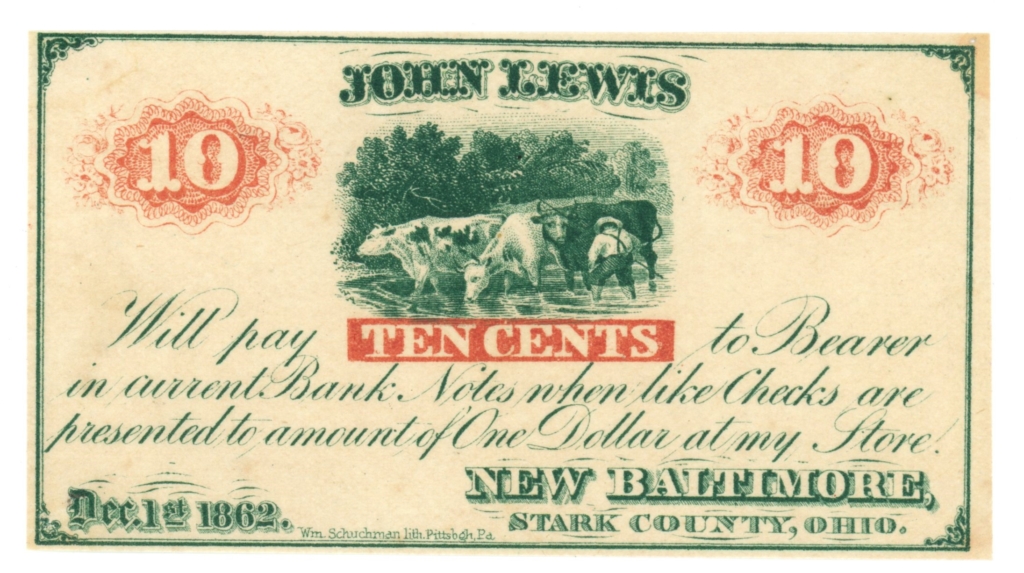 JOHN LEWIS
10 10
Will pay TEN CENTS to Bearer
in current Bank Notes when like Checks are
presented to amount of One Dollar at my Store.
NEW BALTIMORE,
Dec. 1st 1862. STARK COUNTY, OHIO.
Wm. Schuchman lith. Pittsbgh, Pa.